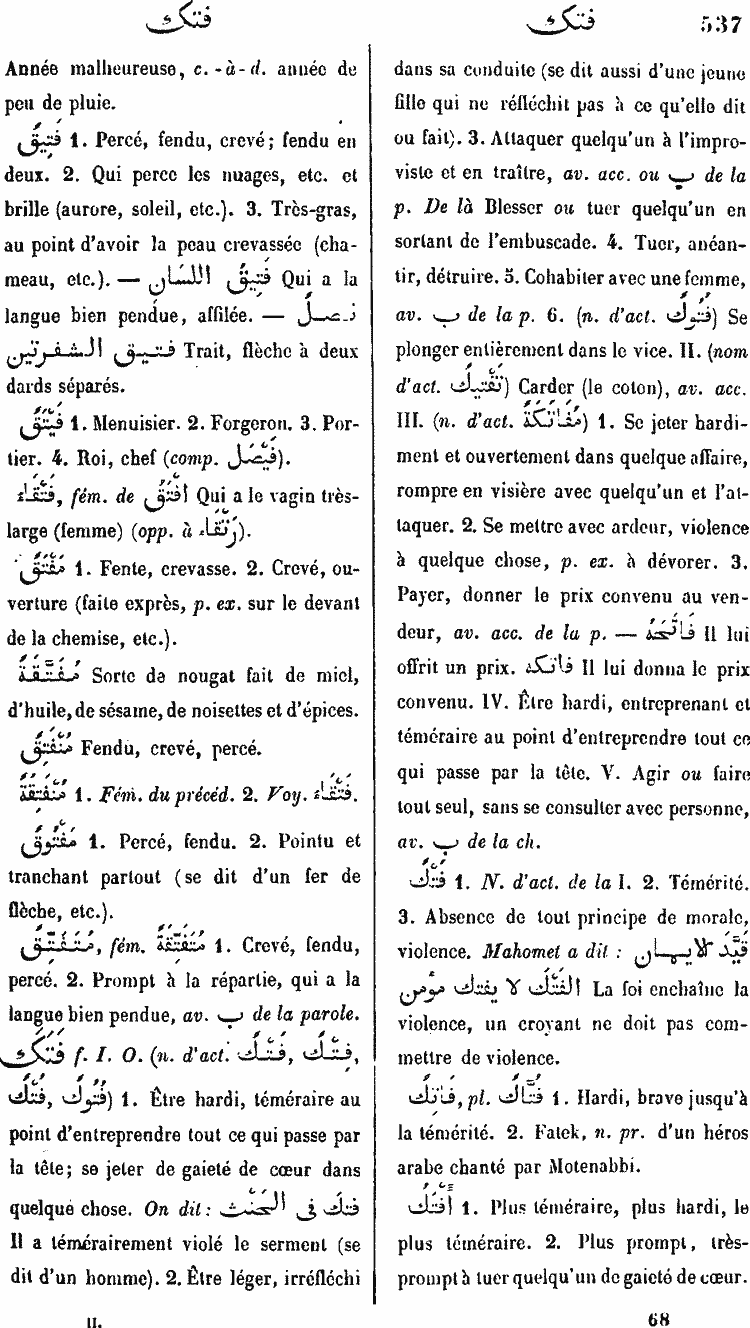 فتك
فتك 537
Année malheureuse, c.-à-d. année de
peu de pluie.
فَتِيقٌ 1. Percé, fendu, crevé; fendu en
deux. 2. Qui perce les nuages, etc. et
brille (aurore, soleil, etc.). 3. Très-gras,
au point d'avoir la peau crevassée (cha-
meau, etc.). — فَتِيقُ اللِّسَانِ Qui a la
langue bien pendue, affilée. — نَصْلٌ
فتيق الشفرتين Trait, flèche à deux
dards séparés.
فَيْتَقٌ 1. Menuisier. 2. Forgeron. 3. Por-
tier. 4. Roi, chef (comp. فَيْصَل).
فَتْقَاءُ, fém. de أَفْتَقُ Qui a le vagin très-
large (femme) (opp. à رَتْقَاءُ).
مَفْتَقٌ 1. Fente, crevasse. 2. Crevé, ou-
verture (faite exprès, p. ex. sur le devant
de la chemise, etc.).
مُفَتَّقَةٌ Sorte de nougat fait de miel,
d'huile, de sésame, de noisettes et d'épices.
مُنْفَتِقٌ Fendu, crevé, percé.
مُنْفَتِقَةٌ 1. Fém. du précéd. 2. Voy. فَتْقَاءُ.
مَفْتُوقٌ 1. Percé, fendu. 2. Pointu et
tranchant partout (se dit d'un fer de
flèche, etc.).
مُتَفَتِّقٌ, fém. مُتَفَتِّقَةٌ 1. Crevé, fendu,
percé. 2. Prompt à la répartie, qui a la
langue bien pendue, av. ب de la parole.
فَتَكَ f. I. O. (n. d'act. فَتْك, فِتْك,
فُتْك, فُتُوك) 1. Être hardi, téméraire au
point d'entreprendre tout ce qui passe par
la tête; se jeter de gaieté de cœur dans
quelque chose. On dit: فتك فى الحِنْث
Il a témérairement violé le serment (se
dit d'un homme). 2. Être léger, irréfléchi
II.
dans sa conduite (se dit aussi d'une jeune
fille qui ne réfléchit pas à ce qu'elle dit
ou fait). 3. Attaquer quelqu'un à l'impro-
viste et en traître, av. acc. ou ب de la
p. De là Blesser ou tuer quelqu'un en
sortant de l'embuscade. 4. Tuer, anéan-
tir, détruire. 5. Cohabiter avec une femme,
av. ب de la p. 6. (n. d'act. فُتُوك) Se
plonger entièrement dans le vice. II. (nom
d'act. تَفْتِيك) Carder (le coton), av. acc.
III. (n. d'act. مُفَاتَكَةٌ) 1. Se jeter hardi-
ment et ouvertement dans quelque affaire,
rompre en visière avec quelqu'un et l'at-
taquer. 2. Se mettre avec ardeur, violence
à quelque chose, p. ex. à dévorer. 3.
Payer, donner le prix convenu au ven-
deur, av. acc. de la p. — فَاتَحَهُ Il lui
offrit un prix. فاتكه Il lui donna le prix
convenu. IV. Être hardi, entreprenant et
téméraire au point d'entreprendre tout ce
qui passe par la tête. V. Agir ou faire
tout seul, sans se consulter avec personne,
av. ب de la ch.
فَتْك 1. N. d'act. de la I. 2. Témérité.
3. Absence de tout principe de morale,
violence. Mahomet a dit : قَيَّدَ الايمان
الفَتْكَ لا يفتك مؤمن La foi enchaîne la
violence, un croyant ne doit pas com-
mettre de violence.
فَاتِك, pl. فُتَّاك 1. Hardi, brave jusqu'à
la témérité. 2. Fatek, n. pr. d'un héros
arabe chanté par Motenabbi.
أَفْتَكُ 1. Plus téméraire, plus hardi, le
plus téméraire. 2. Plus prompt, très-
prompt à tuer quelqu'un de gaieté de cœur.
68